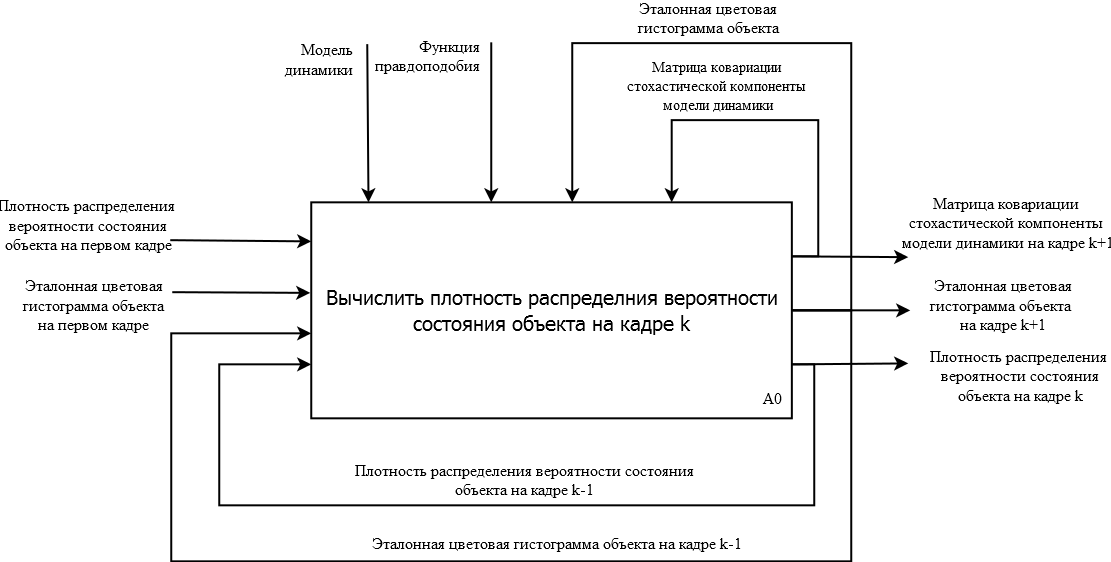 Эталонная цветовая
гистограмма объекта
Модель
динамики
Функция
правдоподобия
Матрица ковариации
стохастической компоненты
модели динамики
Плотность распределения
вероятности состояния
объекта на первом кадре
Эталонная цветовая
гистограмма объекта
на первом кадре
Вычислить плотность распределния вероятности
состояния объекта на кадре k
A0
Матрица ковариации
стохастической компоненты
модели динамики на кадре k+1
Эталонная цветовая
гистограмма объекта
на кадре k+1
Плотность распределения
вероятности состояния
объекта на кадре k
Плотность распределения вероятности состояния
объекта на кадре k-1
Эталонная цветовая гистограмма объекта на кадре k-1